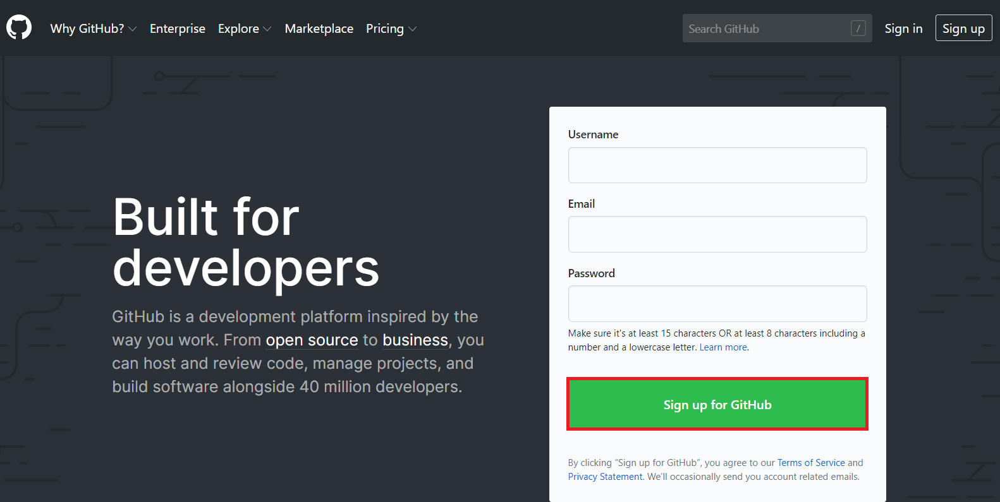 Why GitHub?
Enterprise
Explore
Marketplace
Pricing
Search GitHub
/
Sign in
Sign up
Built for
developers
GitHub is a development platform inspired by the
way you work. From open source to business, you
can host and review code, manage projects, and
build software alongside 40 million developers.
Username
Email
Password
Make sure it's at least 15 characters OR at least 8 characters including a
number and a lowercase letter. Learn more.
Sign up for GitHub
By clicking “Sign up for GitHub”, you agree to our Terms of Service and
Privacy Statement. We’ll occasionally send you account related emails.